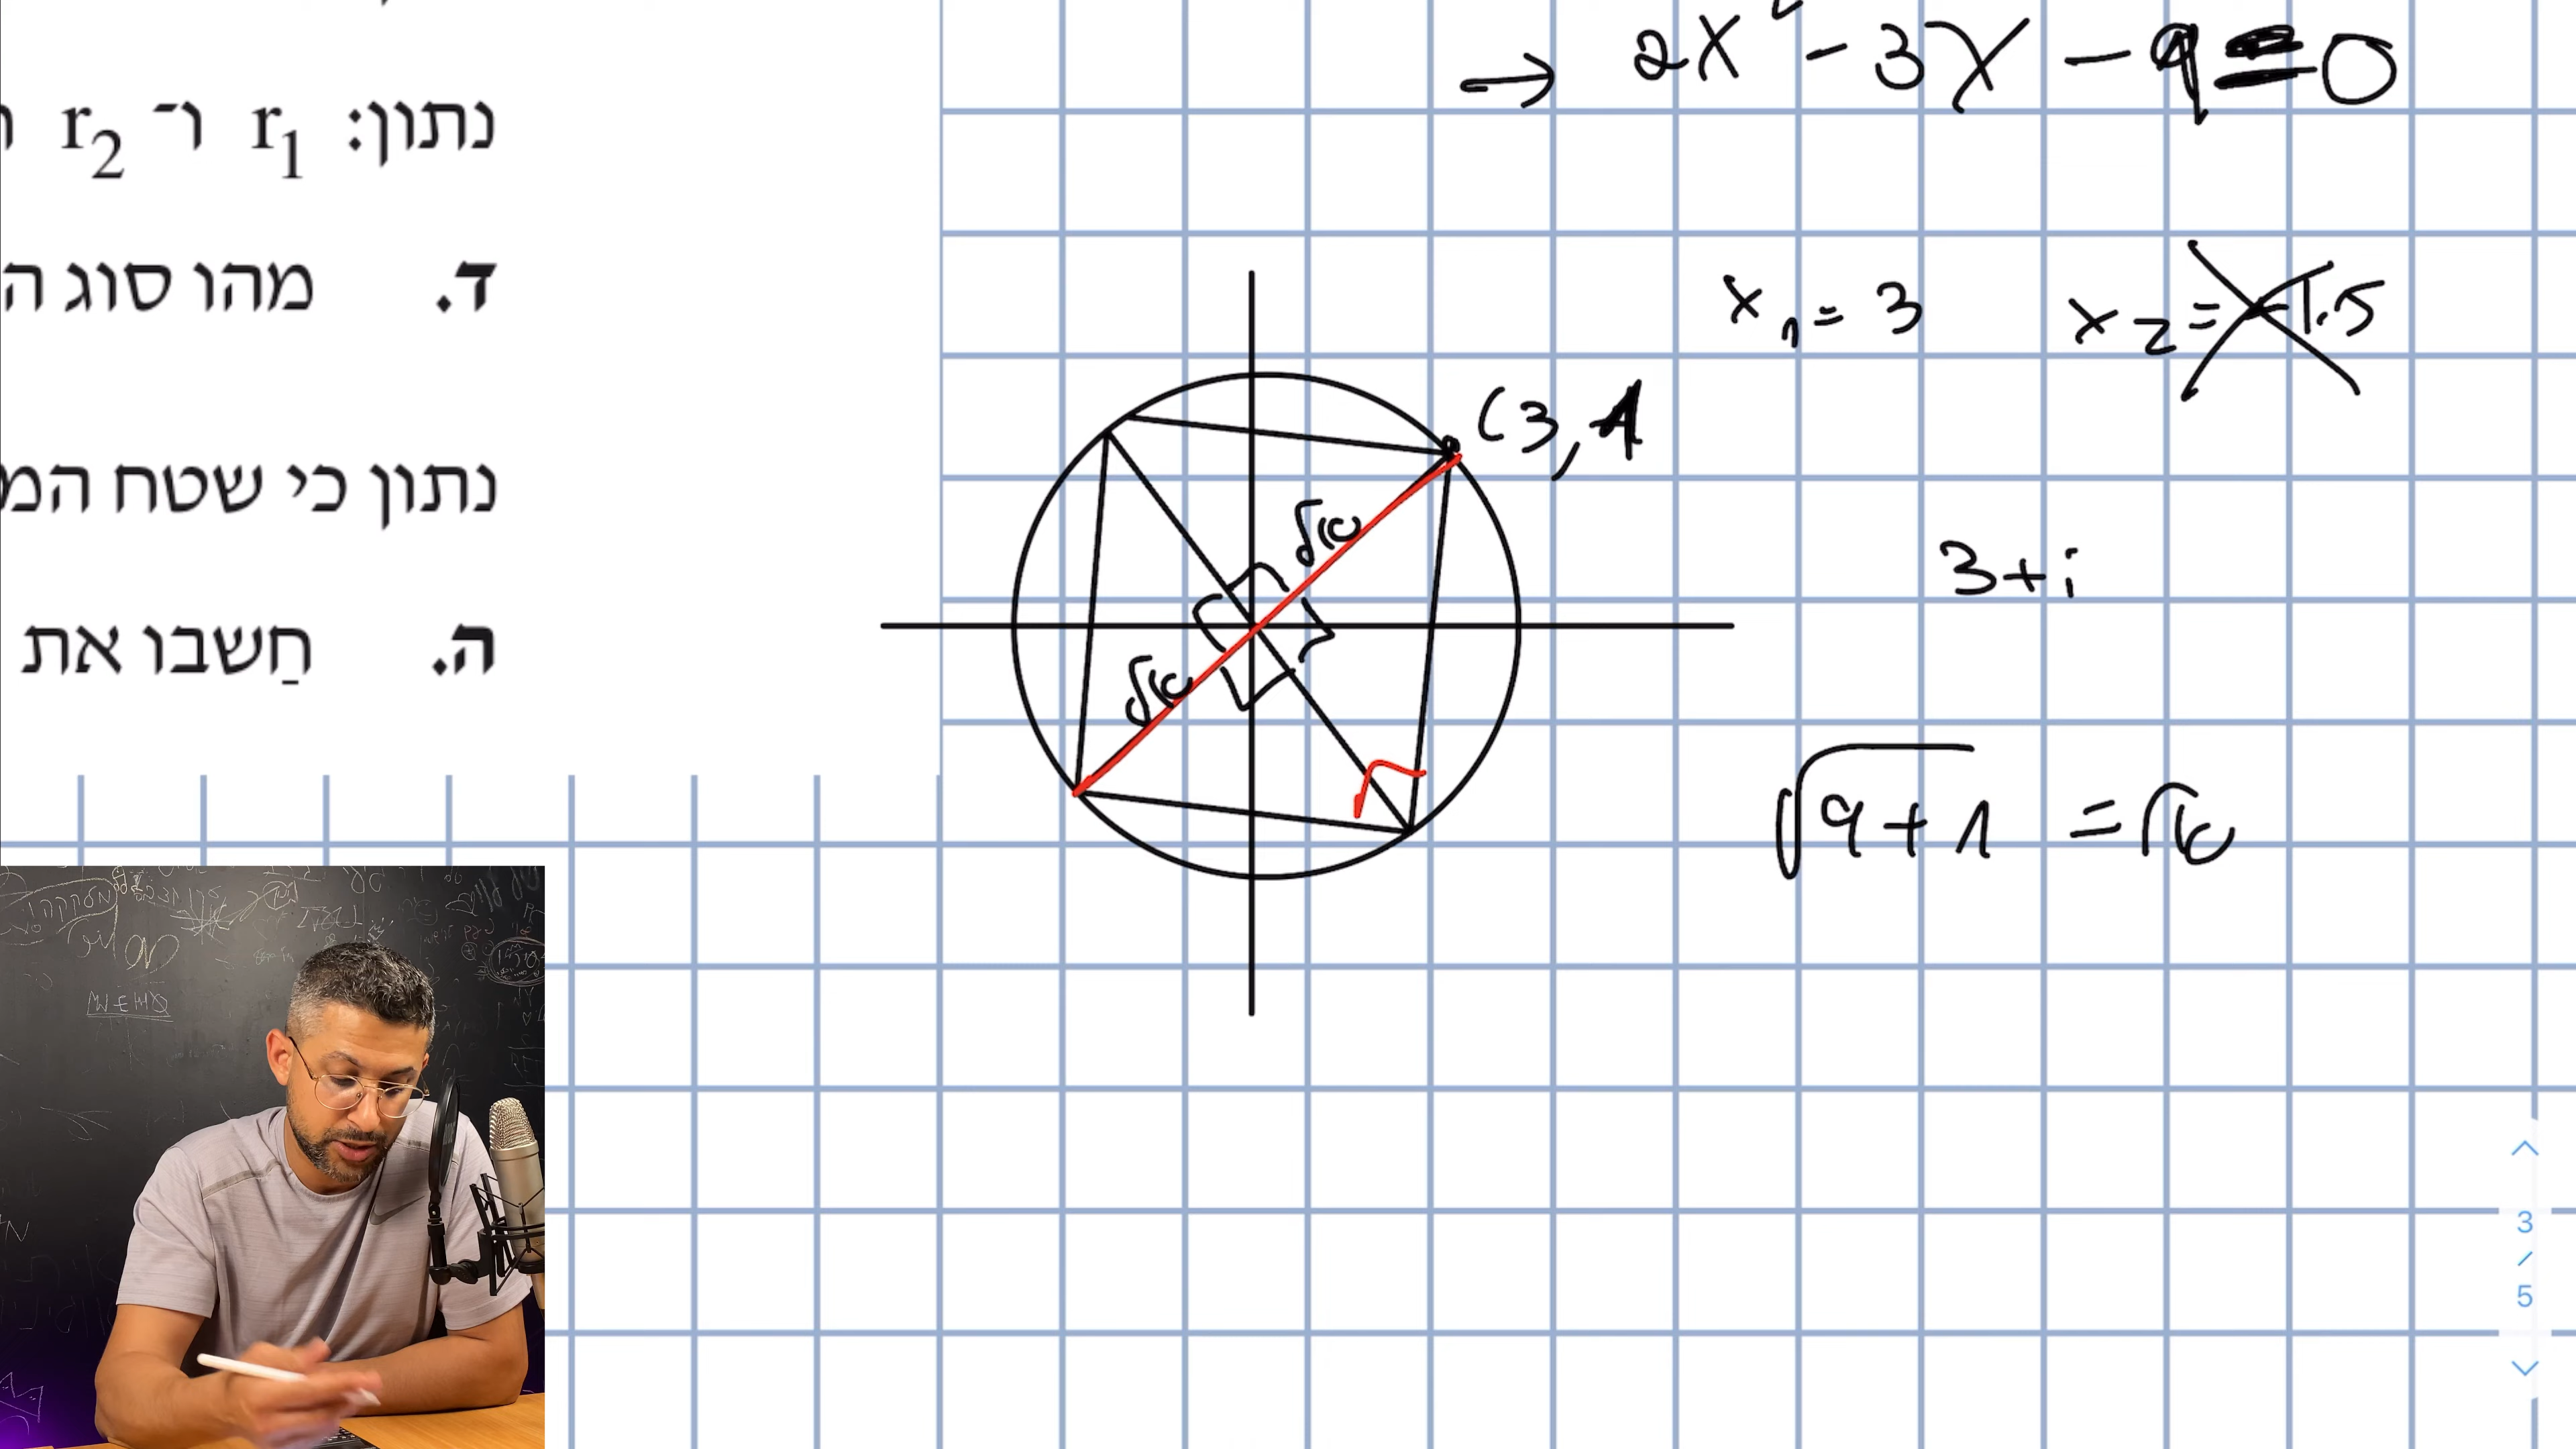 → 2x² - 3x - 9 = 0
נתון: r₁ ו־ r₂
ד. מהו סוג ה
x₁ = 3 x₂ = -1.5
(3, 1
נתון כי שטח המ
√10
3+i
ה. חַשבו את
√10
√9+1 = √10
3
/
5